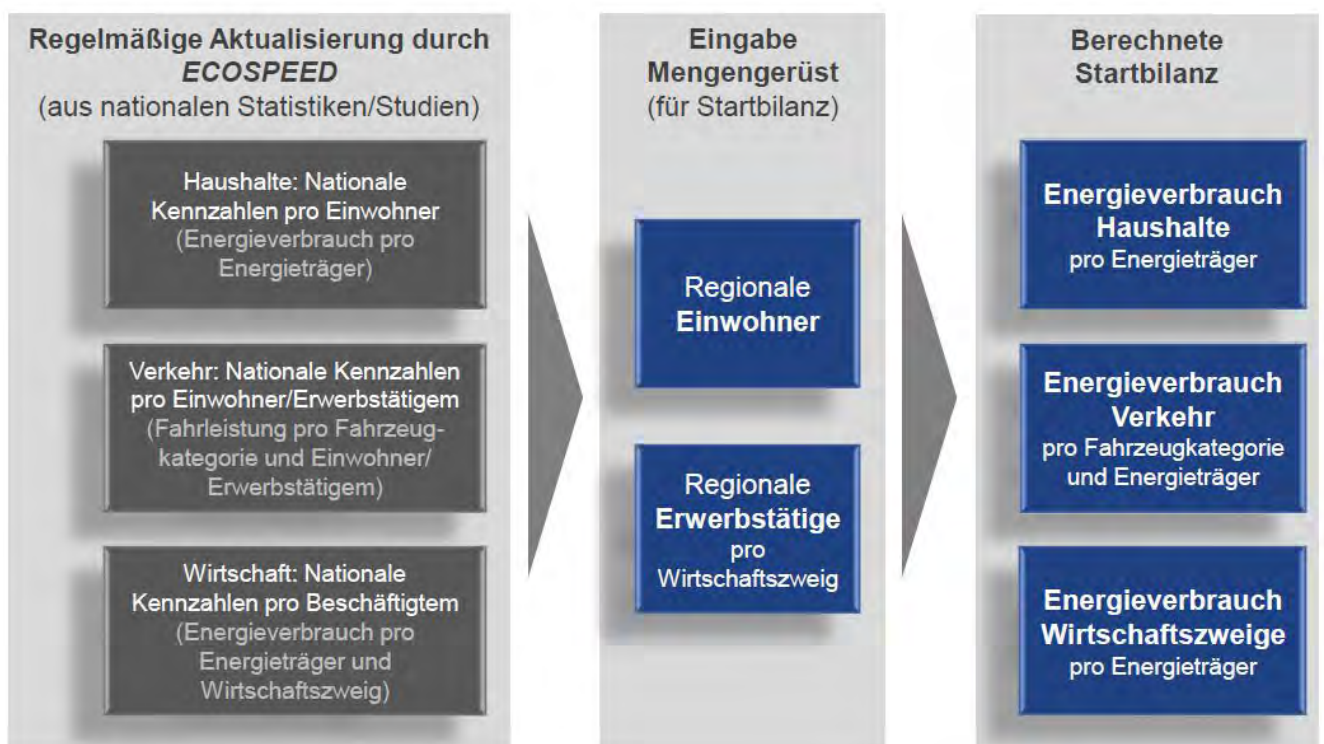 Regelmäßige Aktualisierung durch
ECOSPEED
(aus nationalen Statistiken/Studien)
Haushalte: Nationale
Kennzahlen pro Einwohner
(Energieverbrauch pro
Energieträger)
Verkehr: Nationale Kennzahlen
pro Einwohner/Erwerbstätigem
(Fahrleistung pro Fahrzeug-
kategorie und Einwohner/
Erwerbstätigem)
Wirtschaft: Nationale
Kennzahlen pro Beschäftigtem
(Energieverbrauch pro
Energieträger und
Wirtschaftszweig)
Eingabe
Mengengerüst
(für Startbilanz)
Regionale
Einwohner
Regionale
Erwerbstätige
pro
Wirtschaftszweig
Berechnete
Startbilanz
Energieverbrauch
Haushalte
pro Energieträger
Energieverbrauch
Verkehr
pro Fahrzeugkategorie
und Energieträger
Energieverbrauch
Wirtschaftszweige
pro Energieträger